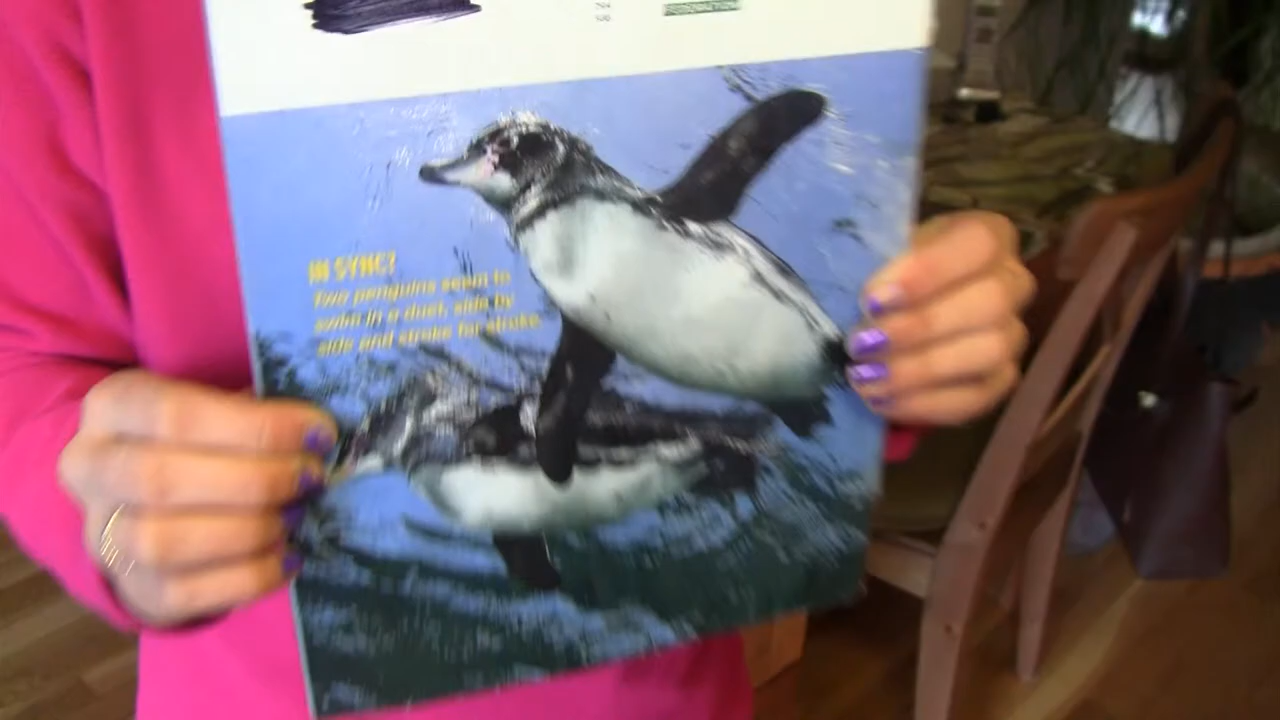 IN SYNC?
Two penguins seem to
swim in a duet, side by
side and stroke for stroke.